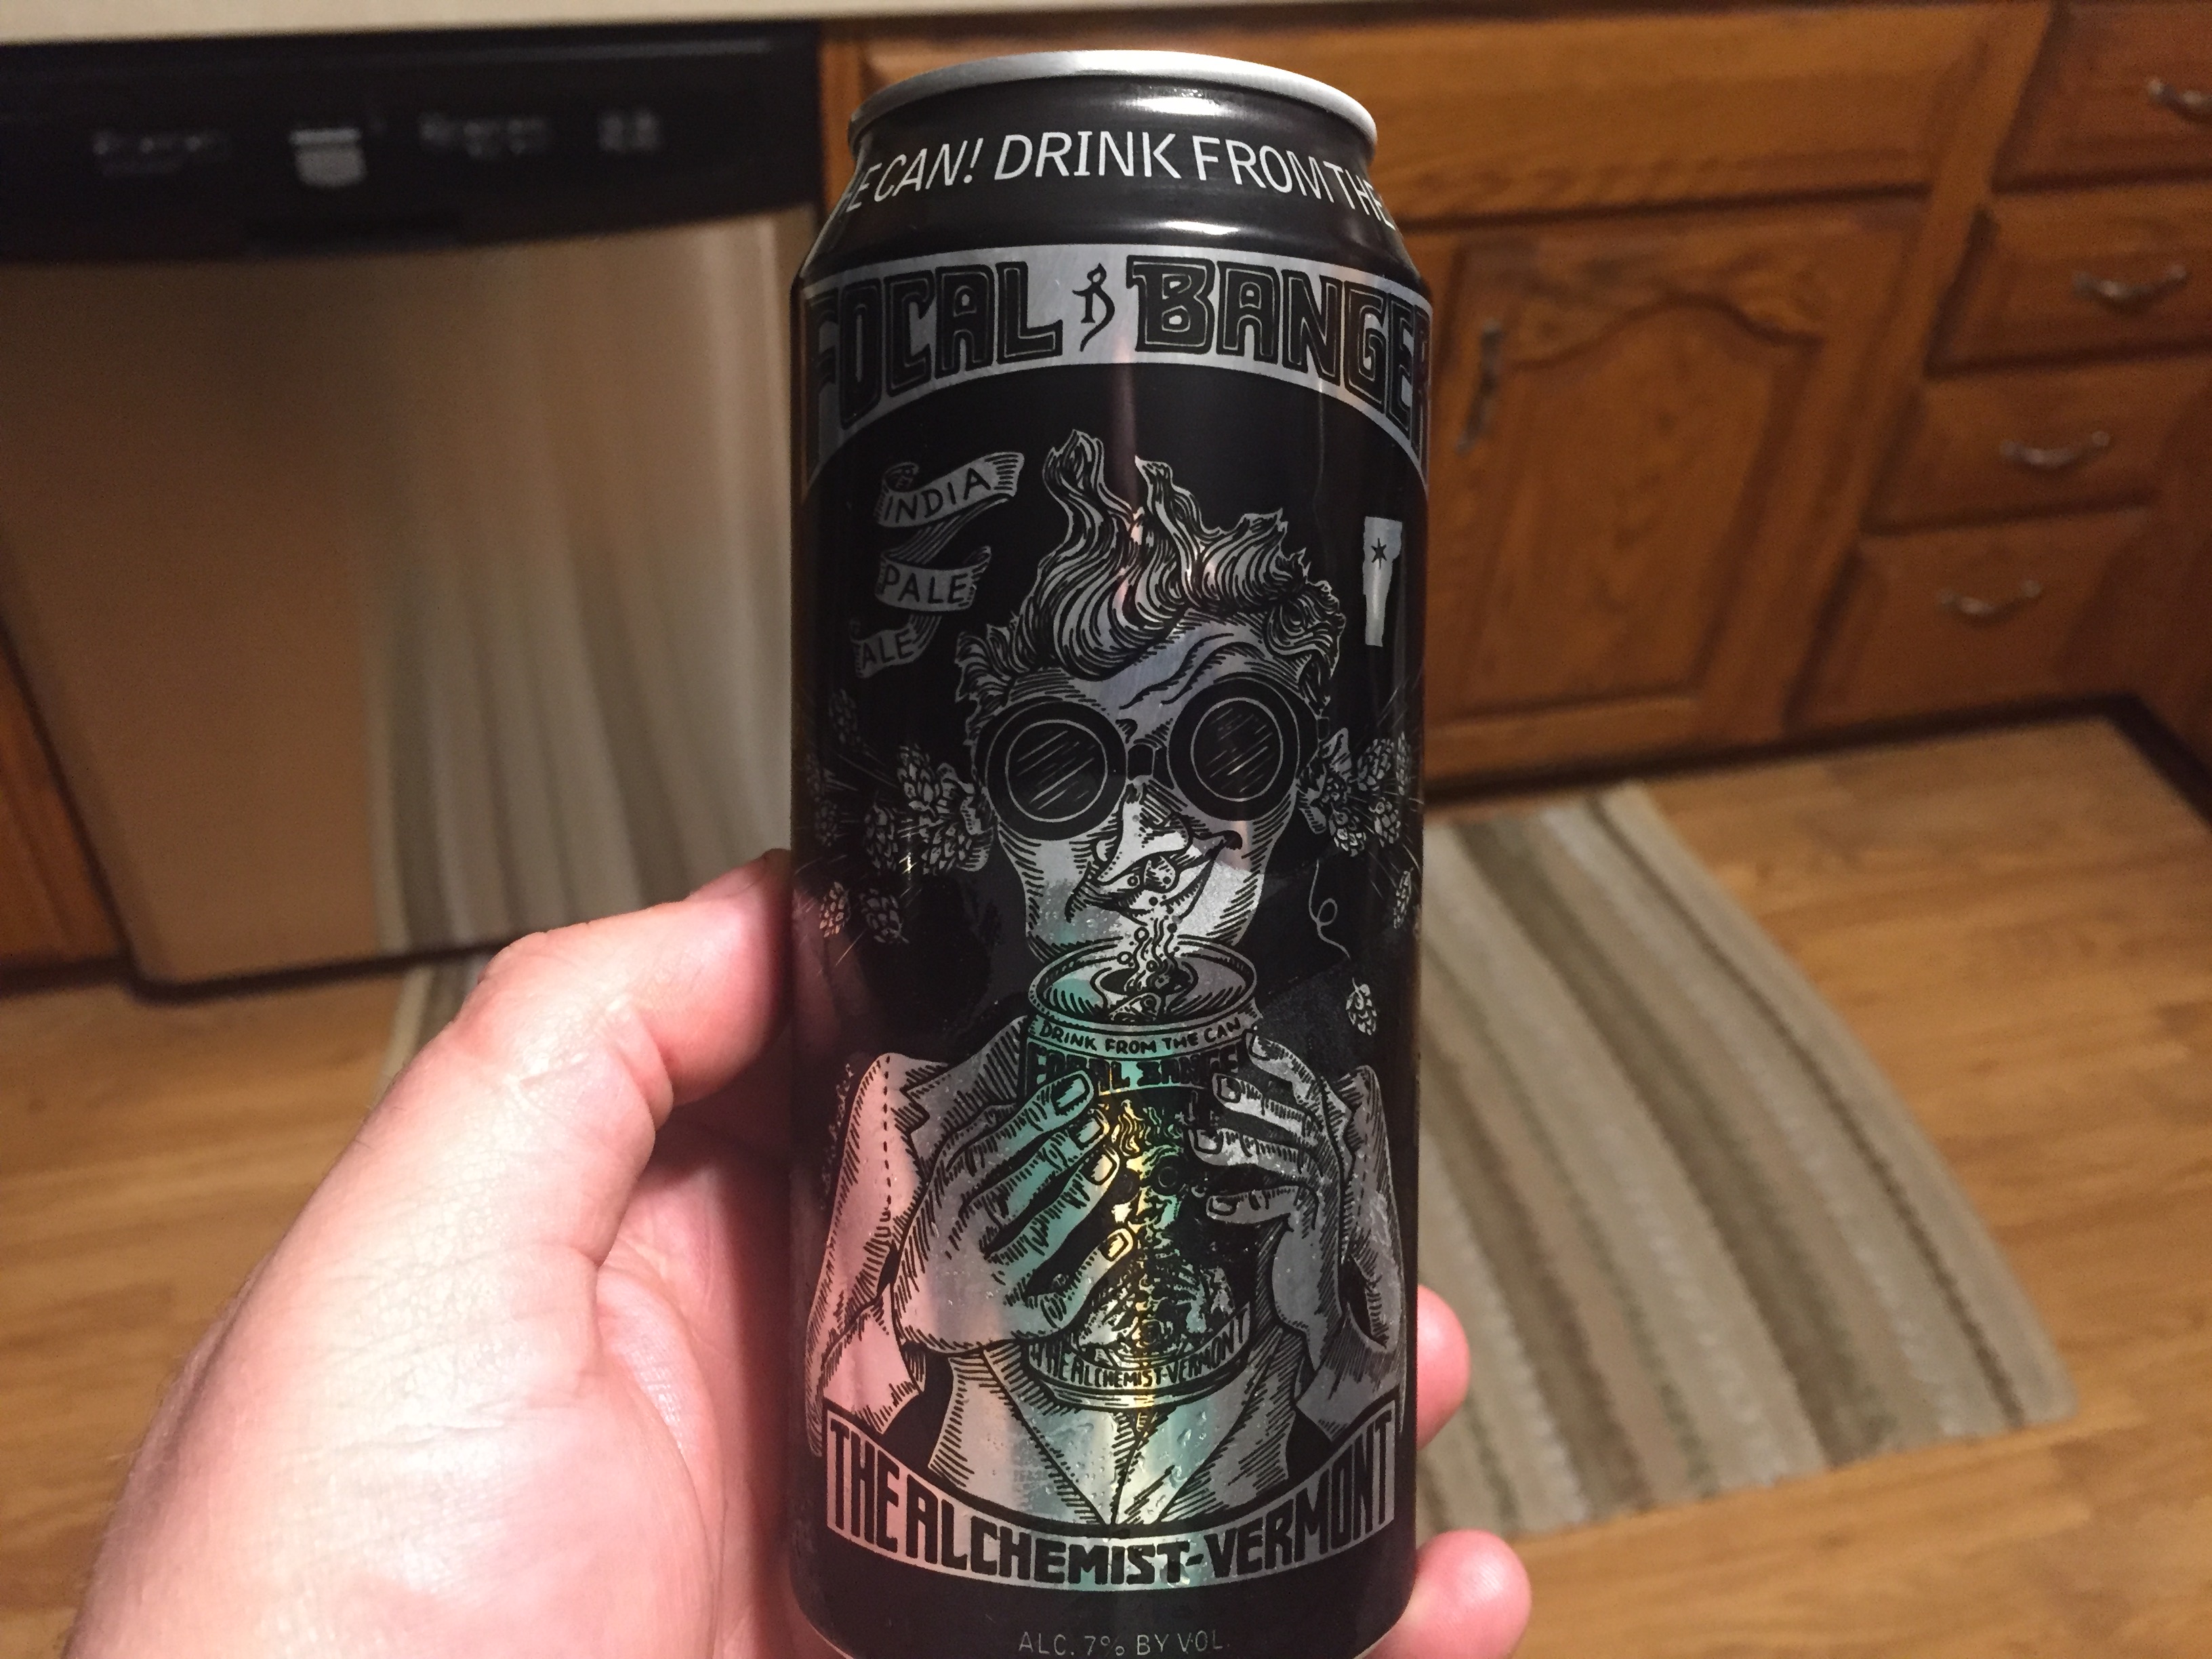 E CAN! DRINK FROM THE
FOCAL BANGER
INDIA
PALE
ALE
DRINK FROM THE CAN
FOCAL BANGER
THE ALCHEMIST-VERMONT
THE ALCHEMIST-VERMONT
ALC. 7% BY VOL.